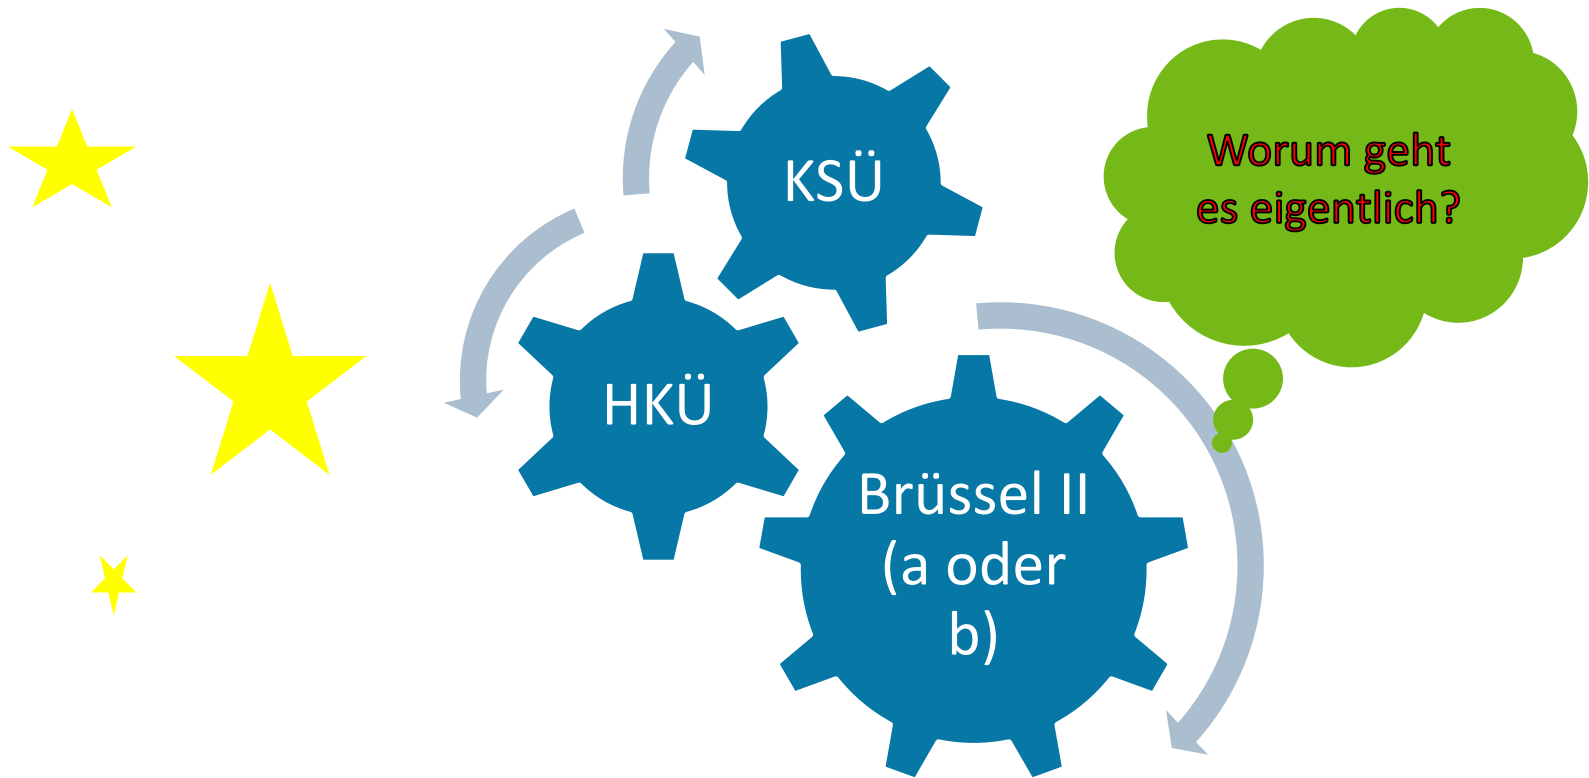 KSÜ
Worum geht
es eigentlich?
HKÜ
Brüssel II
(a oder
b)